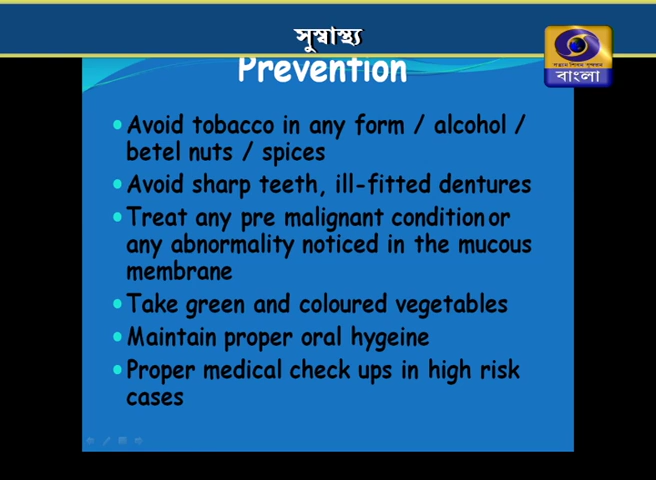 সুস্বাস্থ্য
Prevention
বাংলা
Avoid tobacco in any form / alcohol /
betel nuts / spices
Avoid sharp teeth, ill-fitted dentures
Treat any pre malignant condition or
any abnormality noticed in the mucous
membrane
Take green and coloured vegetables
Maintain proper oral hygeine
Proper medical check ups in high risk
cases